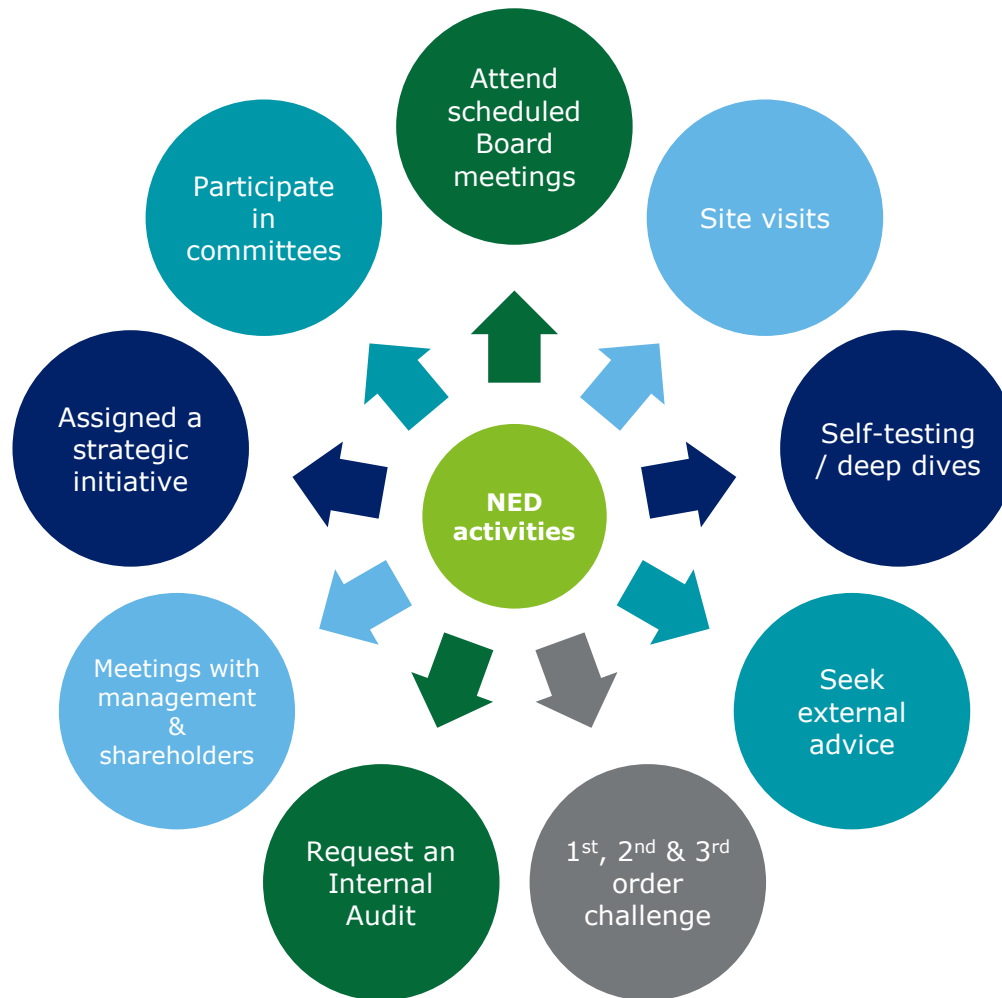 Attend
scheduled
Board
meetings
Site visits
Self-testing
/ deep dives
Seek
external
advice
1st, 2nd & 3rd
order
challenge
Request an
Internal
Audit
Meetings with
management
&
shareholders
Assigned a
strategic
initiative
Participate
in
committees
NED
activities